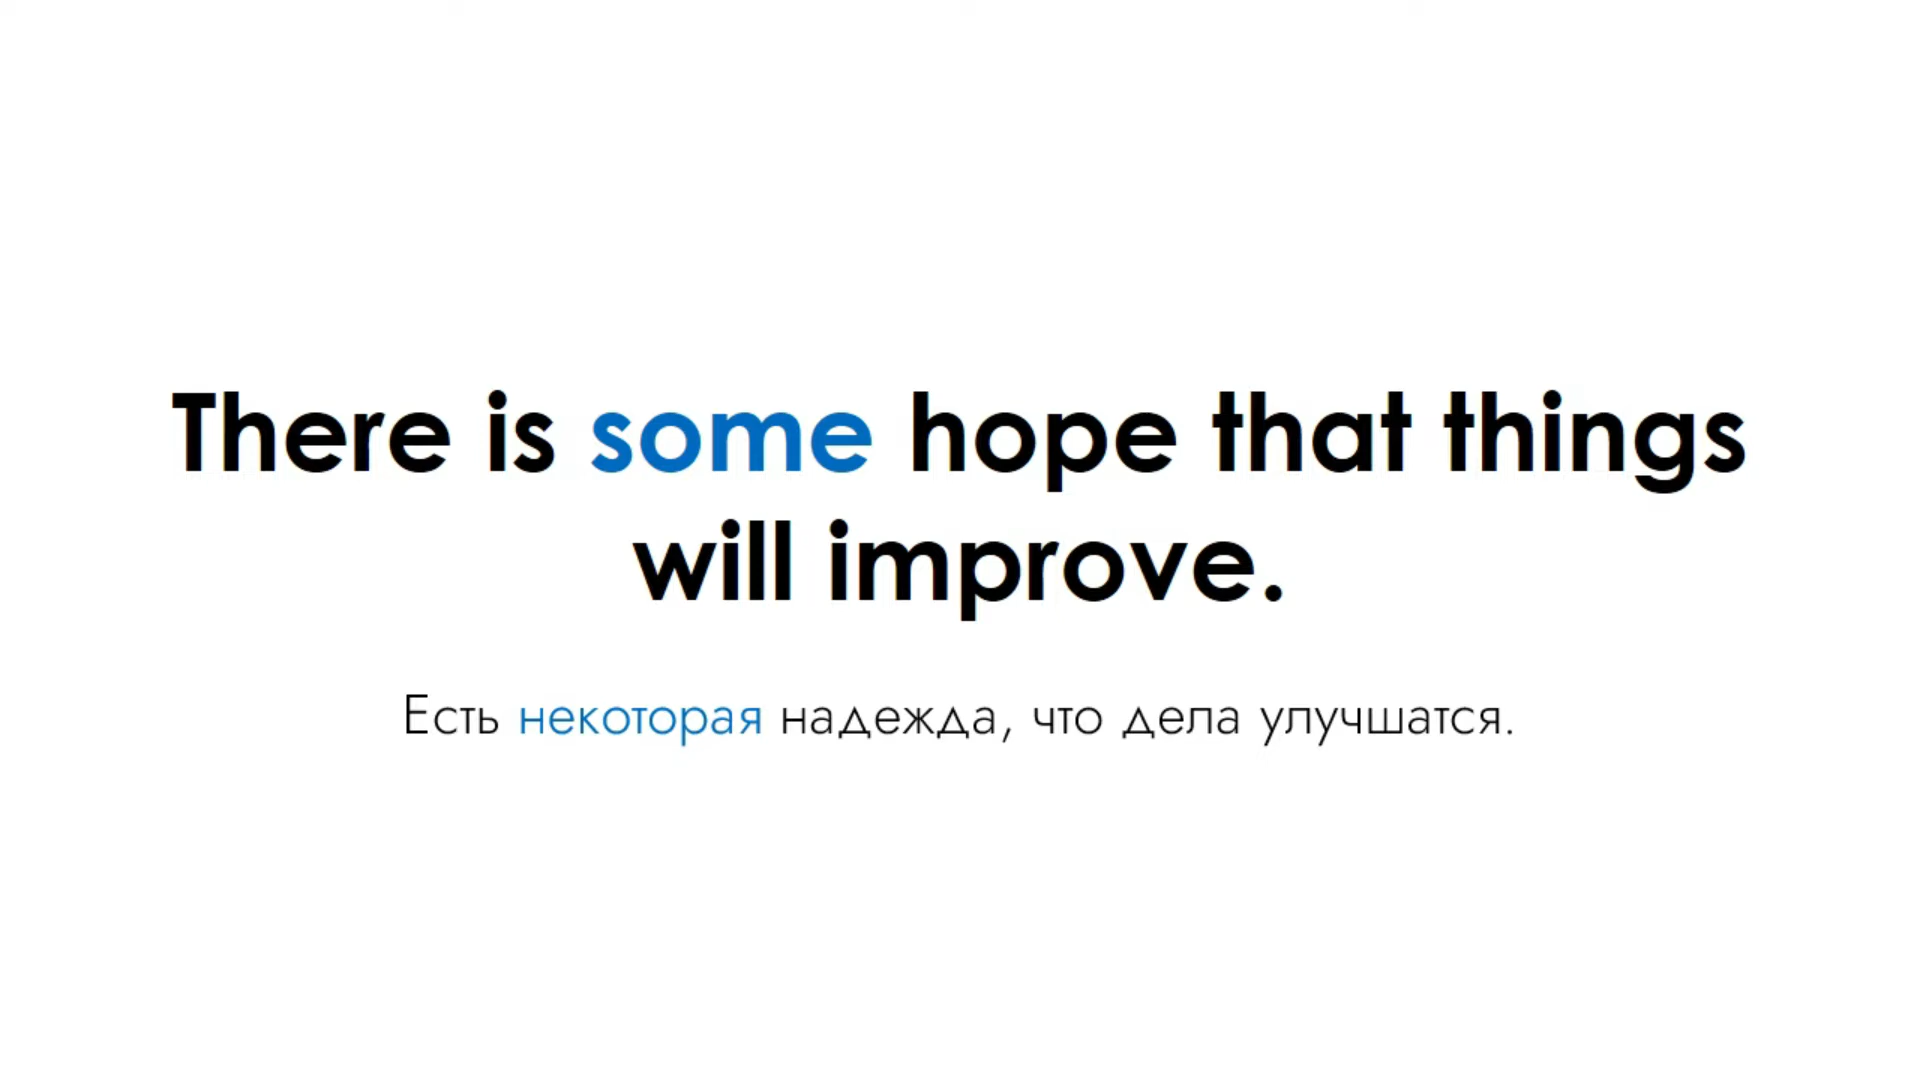 There is some hope that things
will improve.
Есть некоторая надежда, что дела улучшатся.